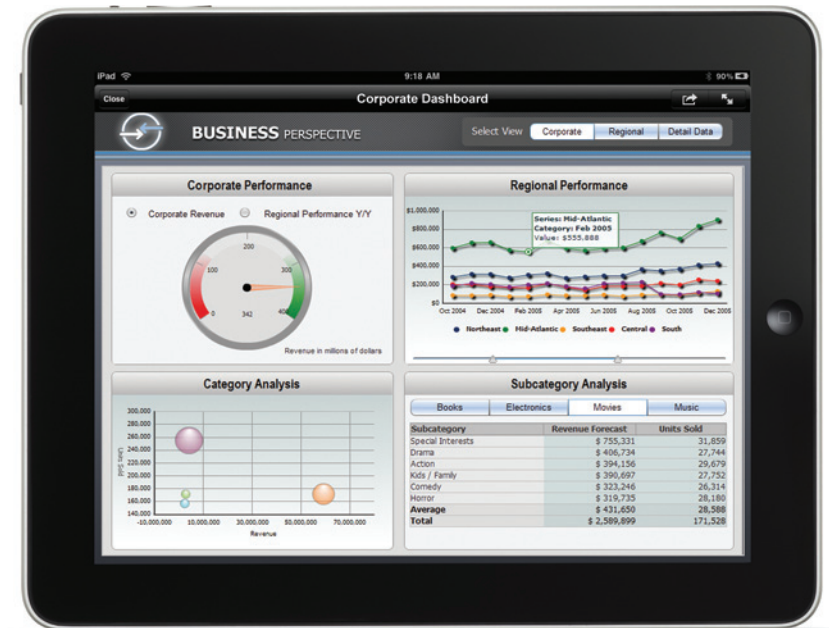 iPad 9:18 AM 90%
Close Corporate Dashboard
BUSINESS PERSPECTIVE Select View Corporate Regional Detail Data
Corporate Performance
Corporate Revenue Regional Performance Y/Y
200
100 300
0 342 400
Revenue in millions of dollars
Regional Performance
$1.000.000
$800.000
$600.000
$400.000
$200.000
$0
Series: Mid-Atlantic
Category: Feb 2005
Value: $555.888
Oct 2004 Dec 2004 Feb 2005 Apr 2005 Jun 2005 Aug 2005 Oct 2005 Dec 2005
Northeast Mid-Atlantic Southeast Central South
Category Analysis
300.000
280.000
260.000
240.000
220.000
200.000
180.000
160.000
140.000
Units Sold
-10.000.000 10.000.000 30.000.000 50.000.000 70.000.000
Revenue
Subcategory Analysis
Books Electronics Movies Music
Subcategory Revenue Forecast Units Sold
Special Interests $ 755,331 31,859
Drama $ 406,734 27,744
Action $ 394,156 29,679
Kids / Family $ 390,697 27,752
Comedy $ 323,246 26,314
Horror $ 319,735 28,180
Average $ 431,650 28,588
Total $ 2,589,899 171,528